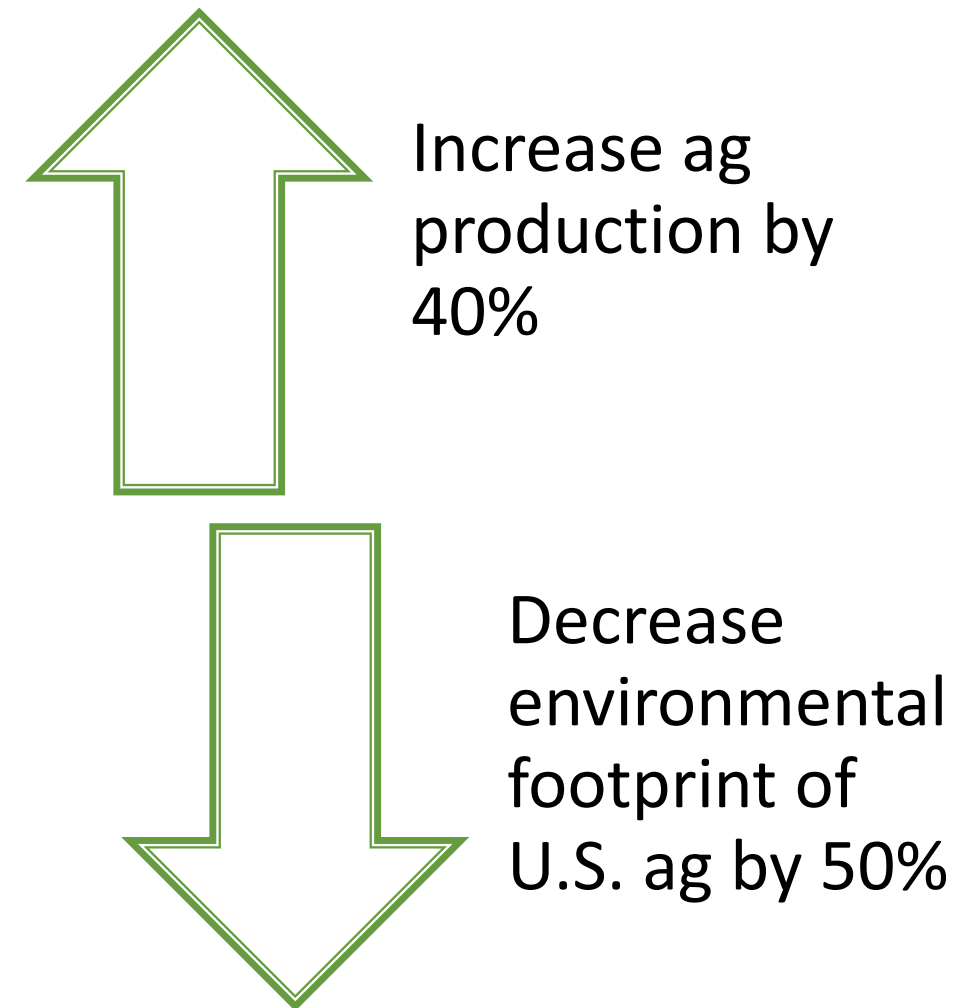 Increase ag
production by
40%
Decrease
environmental
footprint of
U.S. ag by 50%